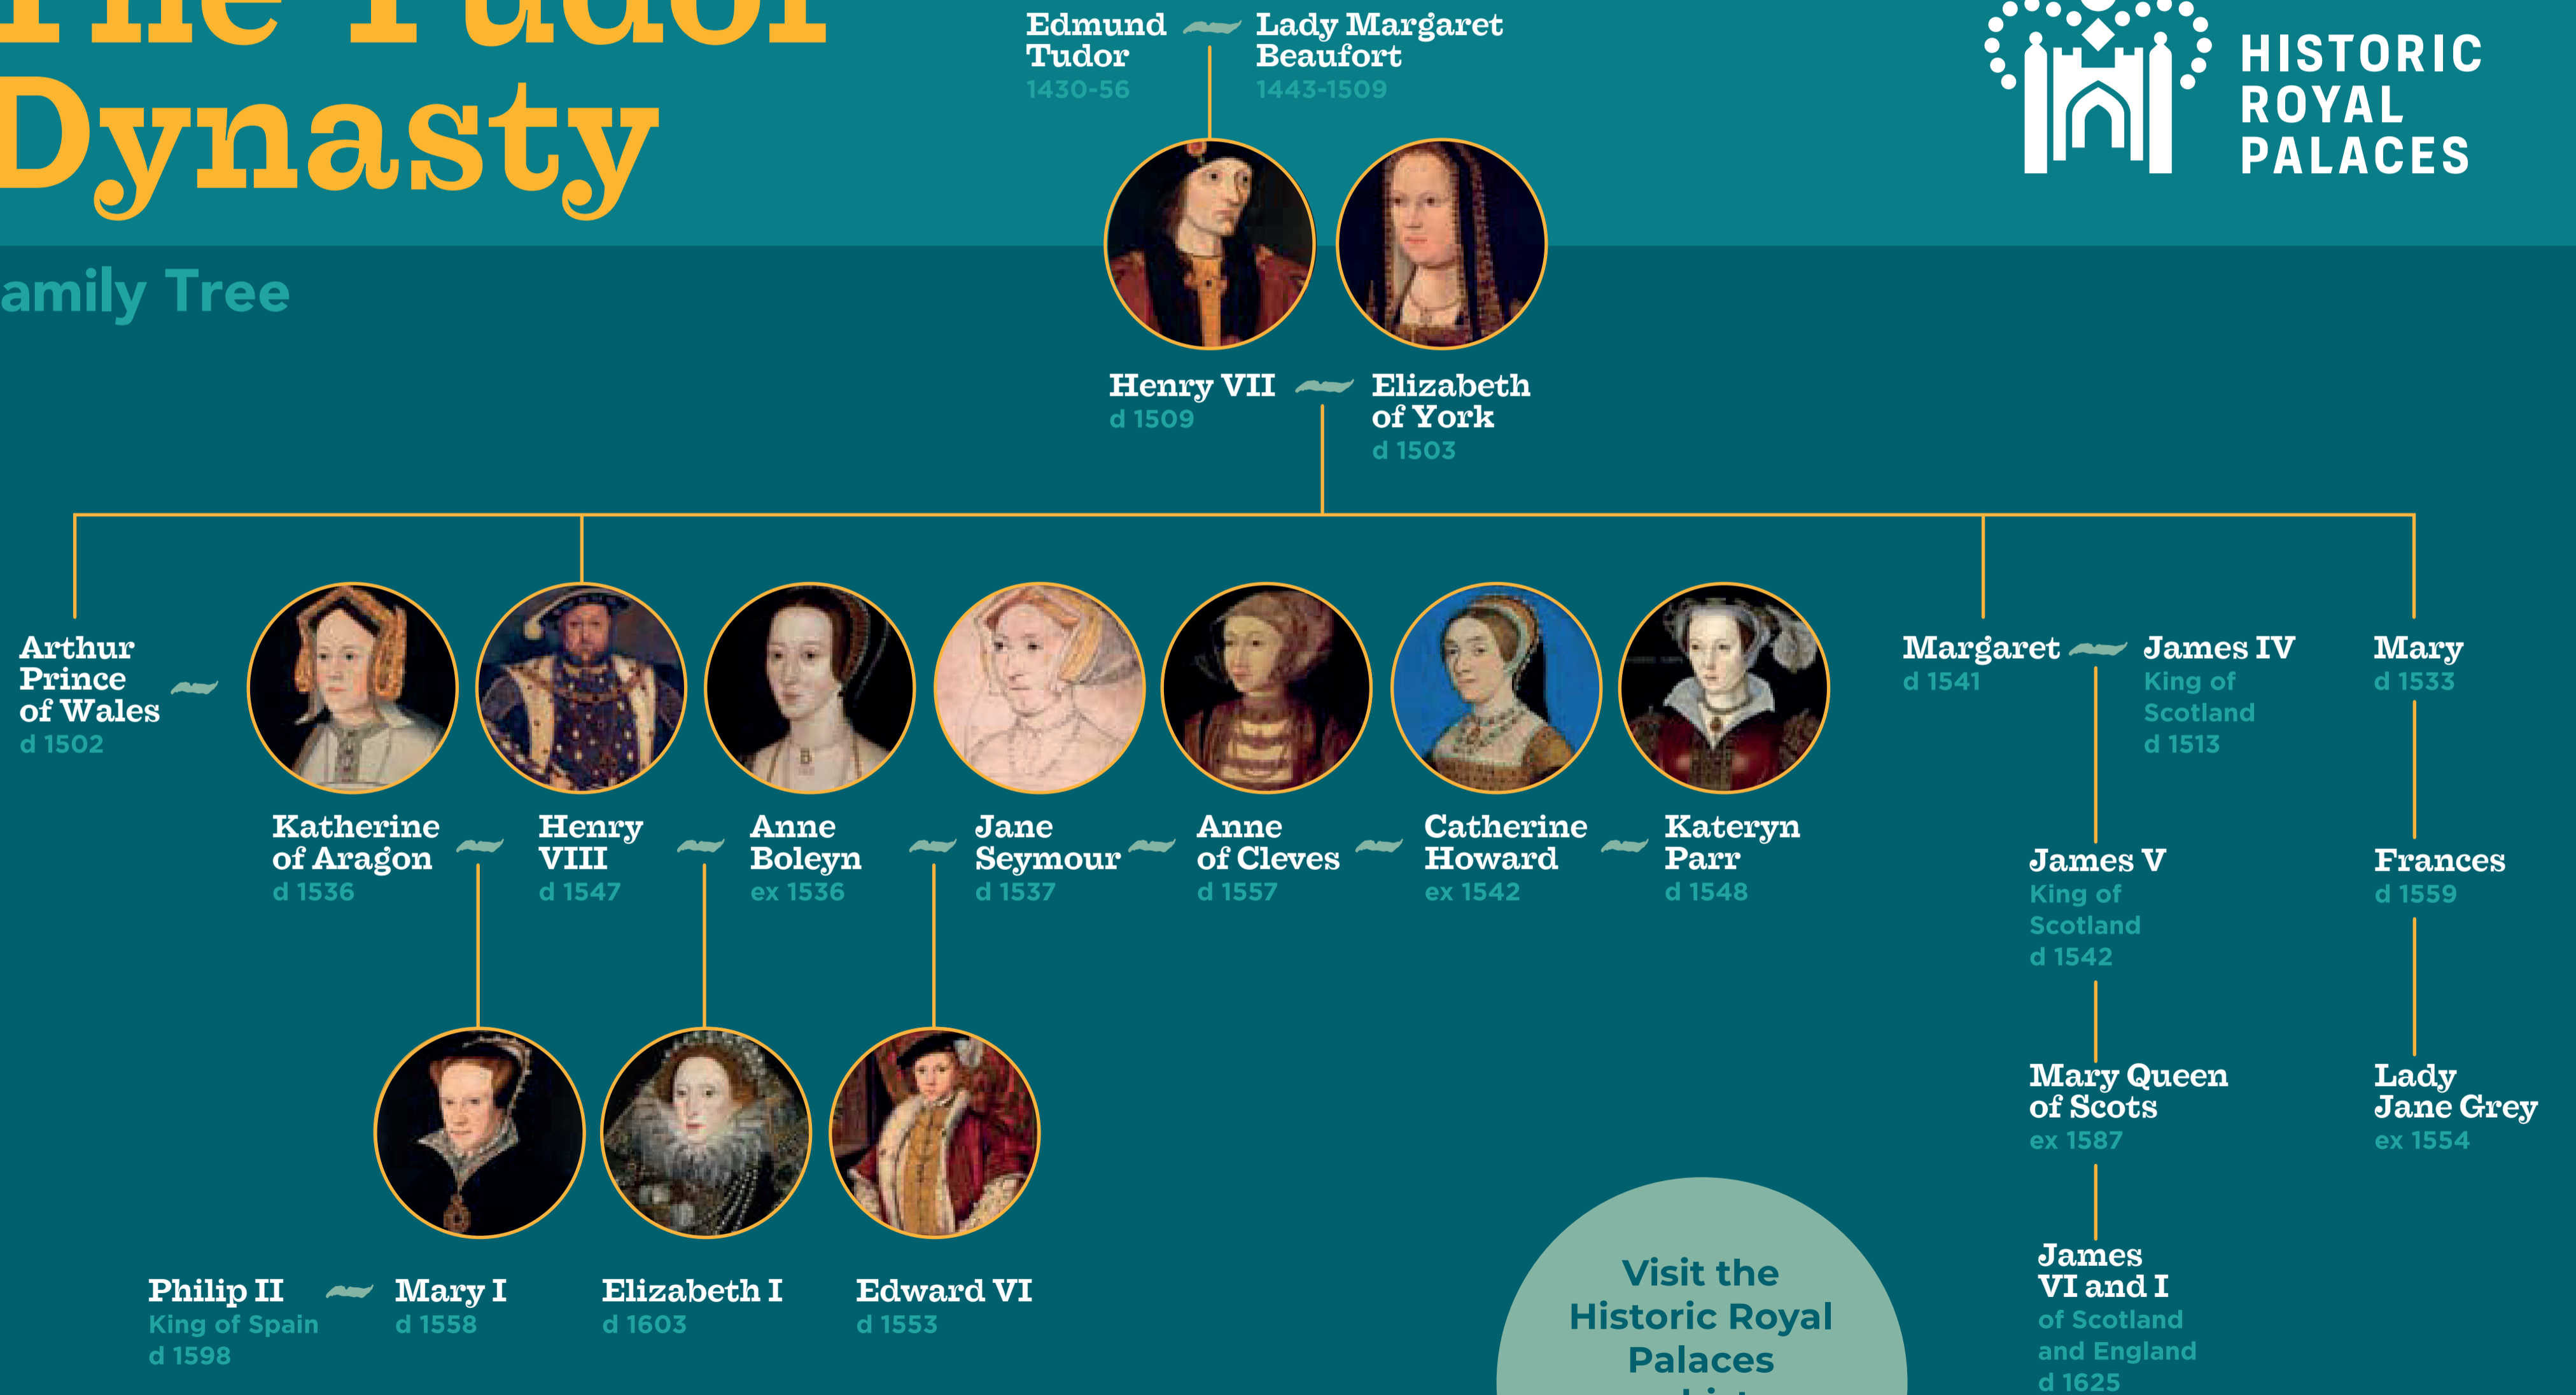 The Tudor
Dynasty
amily Tree
Edmund
Tudor
1430-56
Lady Margaret
Beaufort
1443-1509
HISTORIC
ROYAL
PALACES
Henry VII
d 1509
Elizabeth
of York
d 1503
Arthur
Prince
of Wales
d 1502
Katherine
of Aragon
d 1536
Henry
VIII
d 1547
Anne
Boleyn
ex 1536
Jane
Seymour
d 1537
Anne
of Cleves
d 1557
Catherine
Howard
ex 1542
Kateryn
Parr
d 1548
Margaret
d 1541
James IV
King of
Scotland
d 1513
Mary
d 1533
James V
King of
Scotland
d 1542
Frances
d 1559
Mary Queen
of Scots
ex 1587
Lady
Jane Grey
ex 1554
Philip II
King of Spain
d 1598
Mary I
d 1558
Elizabeth I
d 1603
Edward VI
d 1553
James
VI and I
of Scotland
and England
d 1625
Visit the
Historic Royal
Palaces